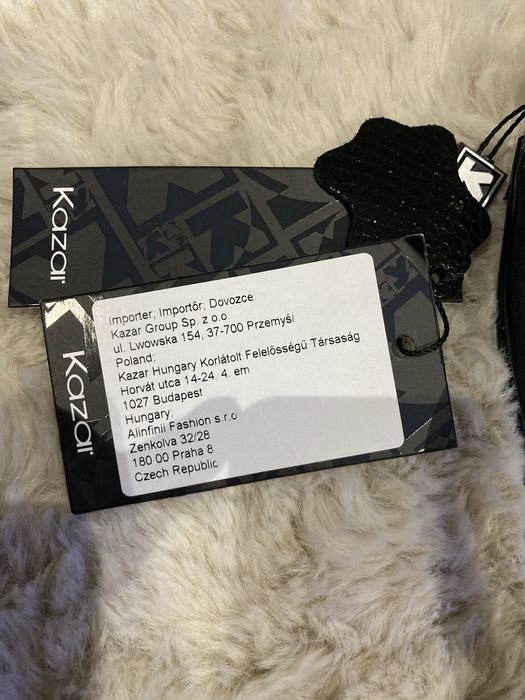 Kazar
Kazar
Importer, Importőr; Dovozce
Kazar Group Sp. z o.o.
ul. Lwowska 154, 37-700 Przemyśl
Poland;
Kazar Hungary Korlátolt Felelősségű Társaság
Horvát utca 14-24. 4. em
1027 Budapest
Hungary;
Alinfinii Fashion s.r.o
Zenkolva 32/28
180 00 Praha 8
Czech Republic